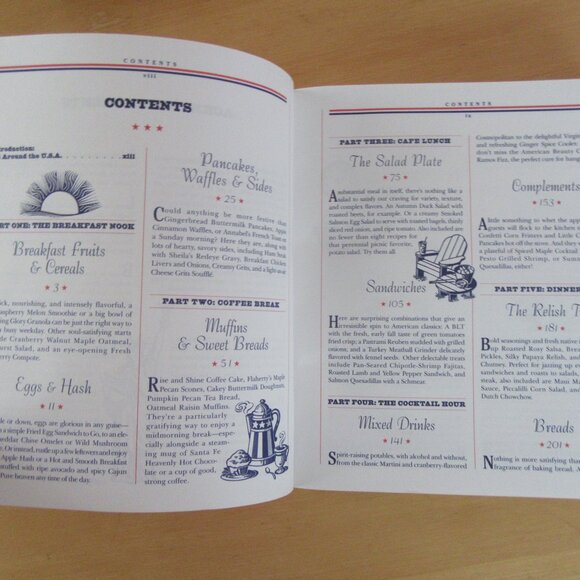 CONTENTS
viii
CONTENTS
★ ★ ★
Around the U.S.A. . . . . . . . . . . . . xiii
ONE: THE BREAKFAST NOOK
Breakfast Fruits
& Cereals
★ 3 ★
nourishing, and intensively flavorful, a
Melon Smoothie or a big bowl of
Glory Granola can be just the right way to
busy weekday. Other soul-satisfying starts
Cranberry Walnut Maple Oatmeal,
Salad, and an eye-opening Fresh
Compote.
Eggs & Hash
★ 11 ★
or down, eggs are glorious in any guise—
a simple Fried Egg Sandwich to Go, to an ele-
Chive Omelet or Wild Mushroom
Or instead, rustle up a few leftovers and enjoy
Apple Hash or a Hot and Smooth Breakfast
stuffed with ripe avocado and spicy Cajun
Pure heaven any time of the day.
Pancakes,
Waffles & Sides
★ 25 ★
Could anything be more festive than
Gingerbread Buttermilk Pancakes, Apple
Cinnamon Waffles, or Annabel's French Toast on
a Sunday morning? Here they are, along with
lots of hearty, savory sides, including Ham Steak
with Sheila's Redeye Gravy, Breakfast Chicken
Livers and Onions, Creamy Grits, and a light-as-air
Cheese Grits Soufflé.
PART TWO: COFFEE BREAK
Muffins
& Sweet Breads
★ 51 ★
Rise and Shine Coffee Cake, Flaherty's Maple
Pecan Scones, Cakey Buttermilk Doughnuts,
Pumpkin Pecan Tea Bread,
Oatmeal Raisin Muffins.
They're a particularly
gratifying way to enjoy a
midmorning break—espe-
cially alongside a steam-
ing mug of Santa Fe
Heavenly Hot Choc-
olate or a cup of good,
strong coffee.
CONTENTS
ix
PART THREE: CAFE LUNCH
The Salad Plate
★ 75 ★
A substantial meal in itself, there's nothing like a
salad to satisfy our craving for variety, texture,
and complex flavors. An Autumn Duck Salad with
roasted beets, for example. Or a creamy Smoked
Salmon Egg Salad to serve with toasted bagels, thinly
sliced red onion, and ripe tomato. Also included are
no fewer than eight recipes for
that perennial picnic favorite,
potato salad. Try them all.
Sandwiches
★ 105 ★
Here are surprising combinations that give an
irresistible spin to American classics: A BLT
with the fresh, early fall taste of green tomatoes
fried crisp; a Pastrami Reuben studded with grilled
onions; and a Turkey Meatball Grinder delicately
flavored with fennel seeds. Other delectable treats
include Pan-Seared Chipotle-Shrimp Fajitas,
Roasted Lamb and Yellow Pepper Sandwich, and
Salmon Quesadillas with a Schmear.
PART FOUR: THE COCKTAIL HOUR
Mixed Drinks
★ 141 ★
Spirit-raising potables, with alcohol and without,
from the classic Martini and cranberry-flavored
Cosmopolitan to the delightful Virgin
and refreshing Ginger Spice Cooler.
don't miss the American Beauty
Ramos Fizz, the perfect cure for hang
Complements
★ 153 ★
A little something to what the app
guests will flock to the kitchen
Confetti Corn Fritters and Little
Pancakes hot off the stove. And they
a plateful of Spiced Maple Cocktail
Pesto Grilled Shrimp, or Salmon
Quesadillas, either!
PART FIVE: DINNER
The Relish T
★ 181 ★
Bold seasonings and fresh native i
Bop Roasted Rosy Salsa, Bread
Pickles, Silky Papaya Relish, and
Chutney. Perfect for jazzing up e
sandwiches and roasts to salads,
steak, also included are Maui M
Sauce, Piccalilli Corn Salad, and
Dutch Chowchow.
Breads
★ 201 ★
Nothing is more satisfying than
fragrance of baking bread. A